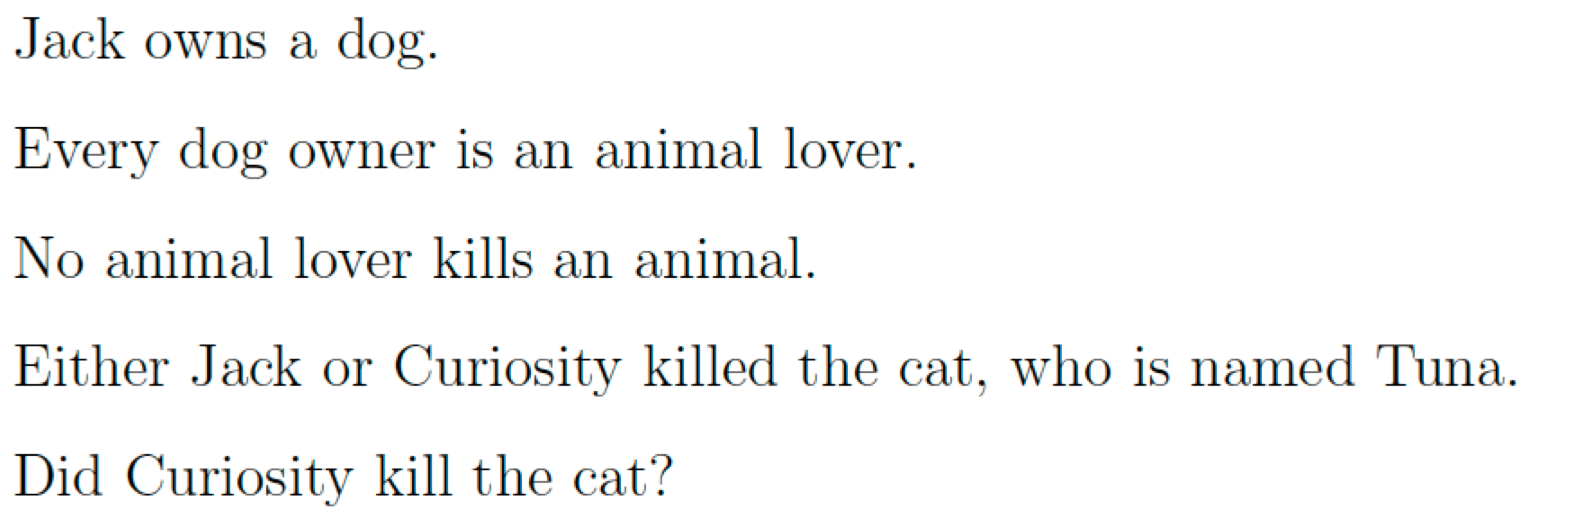 Jack owns a dog.
Every dog owner is an animal lover.
No animal lover kills an animal.
Either Jack or Curiosity killed the cat, who is named Tuna.
Did Curiosity kill the cat?